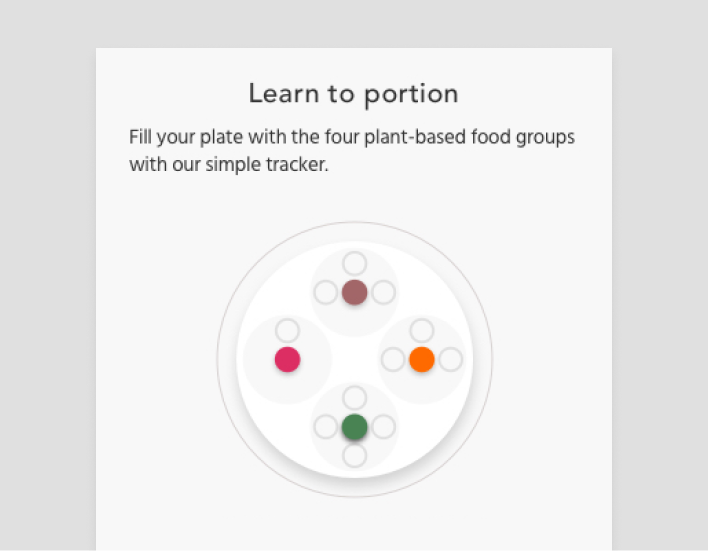 Learn to portion
Fill your plate with the four plant-based food groups
with our simple tracker.